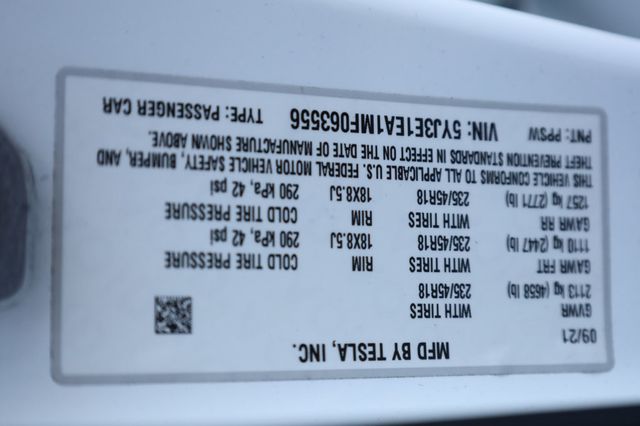 MFD BY TESLA, INC.
09/21
GVWR WITH TIRES
2113 kg (4658 lb) 235/45R18
GAWR FRT WITH TIRES RIM COLD TIRE PRESSURE
1110 kg (2447 lb) 235/45R18 18X8.5J 290 kPa, 42 psi
GAWR RR WITH TIRES RIM COLD TIRE PRESSURE
1257 kg (2771 lb) 235/45R18 18X8.5J 290 kPa, 42 psi
THIS VEHICLE CONFORMS TO ALL APPLICABLE U.S. FEDERAL MOTOR VEHICLE SAFETY, BUMPER, AND
THEFT PREVENTION STANDARDS IN EFFECT ON THE DATE OF MANUFACTURE SHOWN ABOVE.
PNT: PPSW VIN: 5YJ3E1EA1MF063556 TYPE: PASSENGER CAR